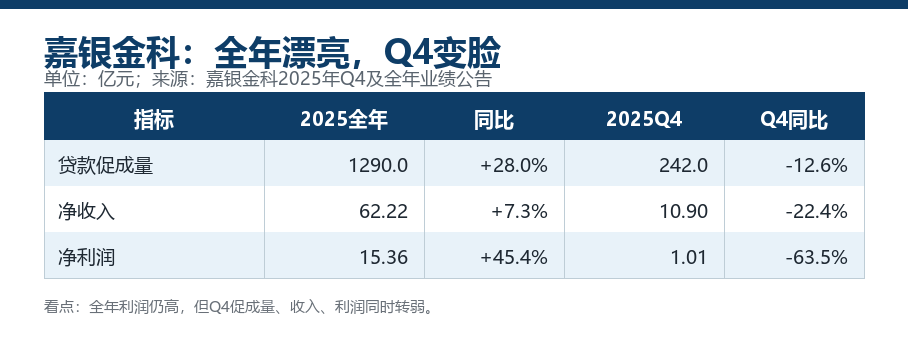 嘉银金科：全年漂亮，Q4变脸
单位：亿元；来源：嘉银金科2025年Q4及全年业绩公告
指标 2025全年 同比 2025Q4 Q4同比
贷款促成量 1290.0 +28.0% 242.0 -12.6%
净收入 62.22 +7.3% 10.90 -22.4%
净利润 15.36 +45.4% 1.01 -63.5%
看点：全年利润仍高，但Q4促成量、收入、利润同时转弱。